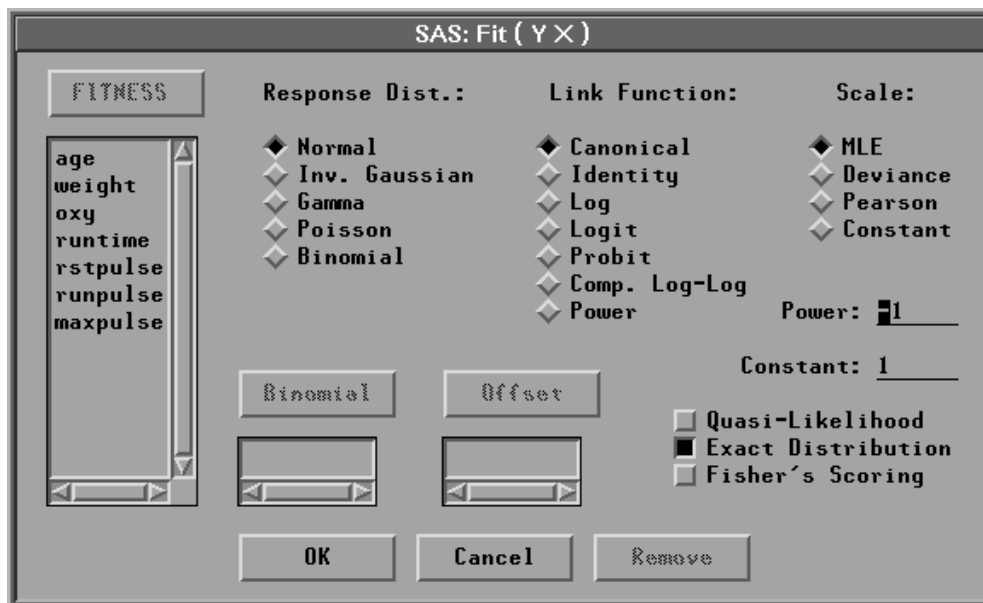 SAS: Fit ( Y X )
FITNESS
age
weight
oxy
runtime
rstpulse
runpulse
maxpulse
Response Dist.:
Normal
Inv. Gaussian
Gamma
Poisson
Binomial
Link Function:
Canonical
Identity
Log
Logit
Probit
Comp. Log-Log
Power
Scale:
MLE
Deviance
Pearson
Constant
Power: -1
Constant: 1
Binomial
Offset
Quasi-Likelihood
Exact Distribution
Fisher's Scoring
OK
Cancel
Remove